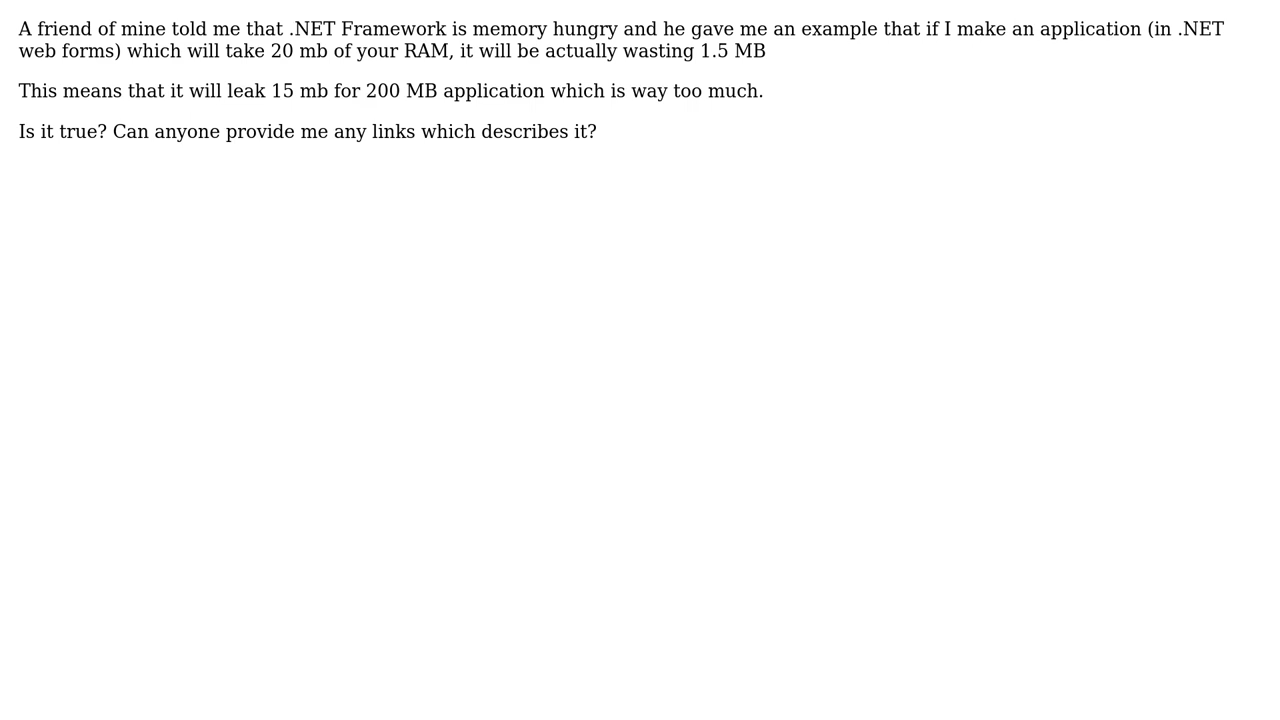 A friend of mine told me that .NET Framework is memory hungry and he gave me an example that if I make an application (in .NET
web forms) which will take 20 mb of your RAM, it will be actually wasting 1.5 MB
This means that it will leak 15 mb for 200 MB application which is way too much.
Is it true? Can anyone provide me any links which describes it?